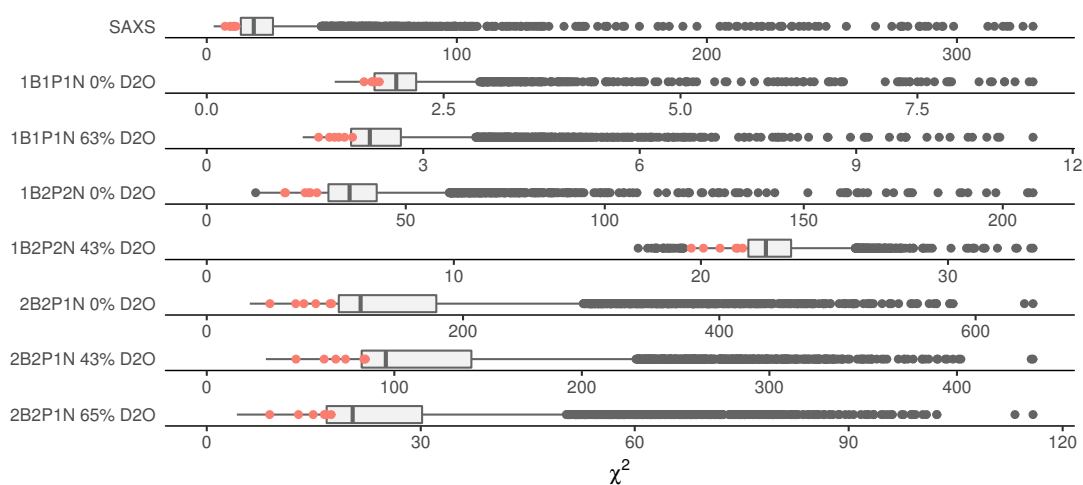 SAXS
0 100 200 300
1B1P1N 0% D2O
0.0 2.5 5.0 7.5
1B1P1N 63% D2O
0 3 6 9 12
1B2P2N 0% D2O
0 50 100 150 200
1B2P2N 43% D2O
0 10 20 30
2B2P1N 0% D2O
0 200 400 600
2B2P1N 43% D2O
0 100 200 300 400
2B2P1N 65% D2O
0 30 60 90 120
χ²